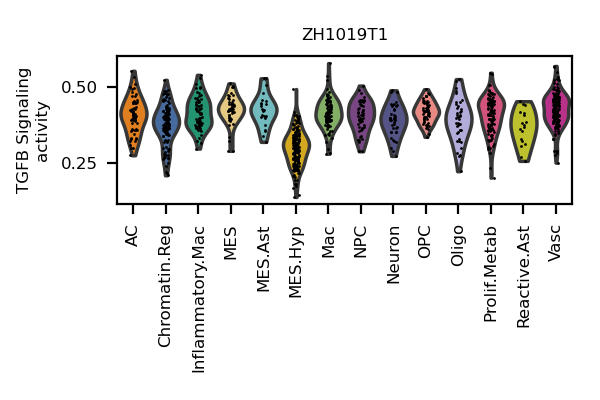 ZH1019T1
TGFB Signaling
activity
0.50
0.25
AC
Chromatin.Reg
Inflammatory.Mac
MES
MES.Ast
MES.Hyp
Mac
NPC
Neuron
OPC
Oligo
Prolif.Metab
Reactive.Ast
Vasc